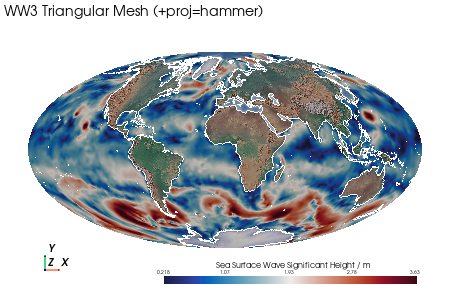 WW3 Triangular Mesh (+proj=hammer)
Y
Z X
Sea Surface Wave Significant Height / m
0.218 1.07 1.93 2.78 3.63